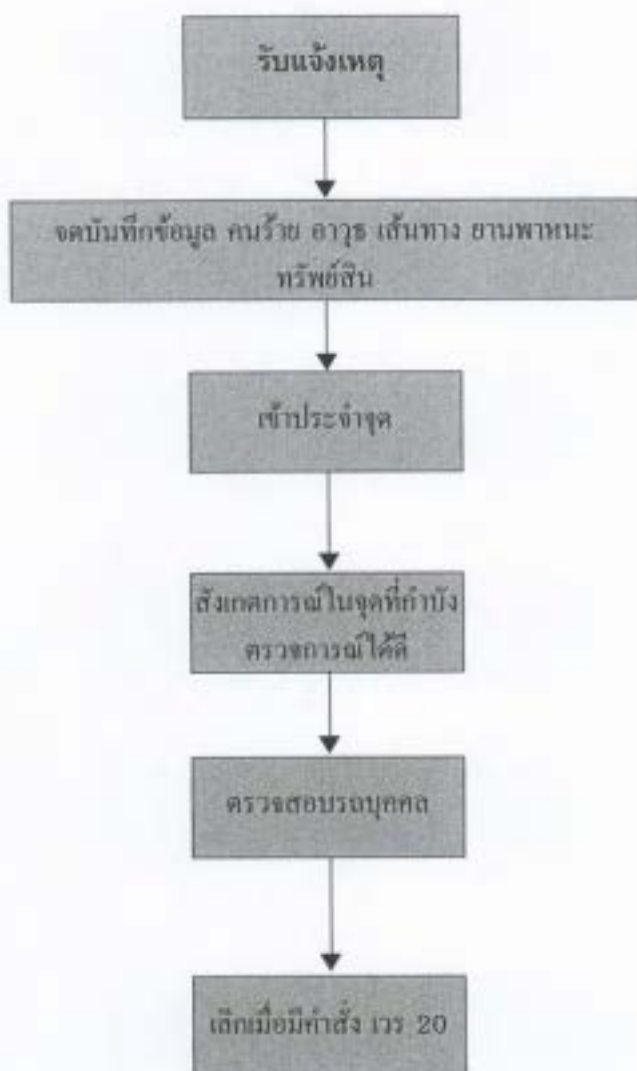 รับแจ้งเหตุ
จดบันทึกข้อมูล คนร้าย อาวุธ เส้นทาง ยานพาหนะ
ทรัพย์สิน
เข้าประจำจุด
สังเกตการณ์ในจุดที่กำบัง
ตรวจการณ์ได้ดี
ตรวจสอบรถบุคคล
เลิกเมื่อมีคำสั่ง เวร 20